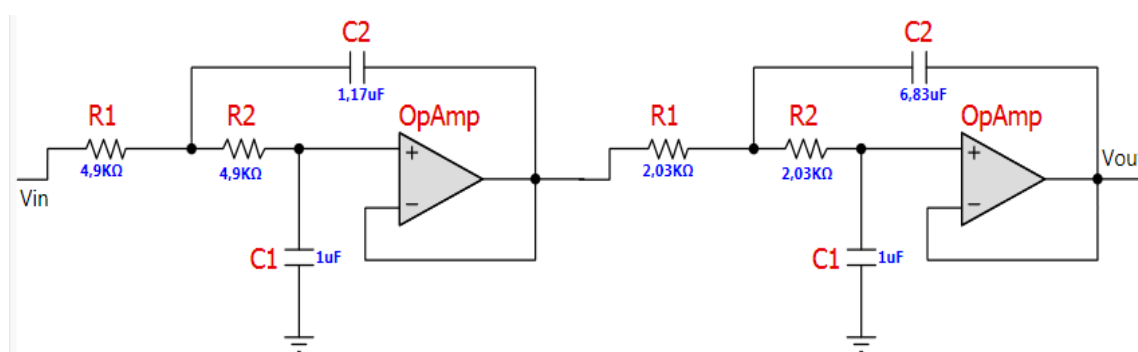 C2
1,17uF
R1
R2
OpAmp
4,9KΩ
4,9KΩ
Vin
C1
1uF
C2
6,83uF
R1
R2
OpAmp
2,03KΩ
2,03KΩ
Vou
C1
1uF